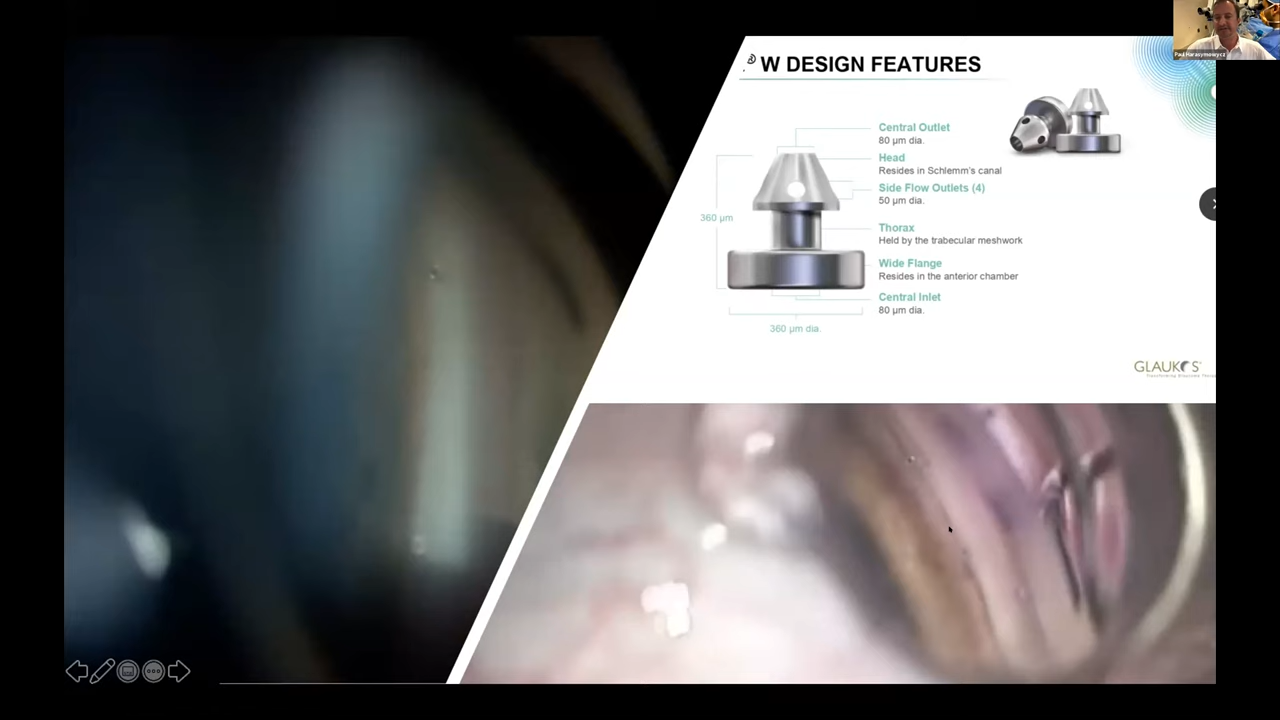 Paul Harasymowycz
W DESIGN FEATURES
Central Outlet
80 µm dia.
Head
Resides in Schlemm's canal
Side Flow Outlets (4)
50 µm dia.
360 µm
Thorax
Held by the trabecular meshwork
Wide Flange
Resides in the anterior chamber
Central Inlet
80 µm dia.
360 µm dia.
GLAUKOS